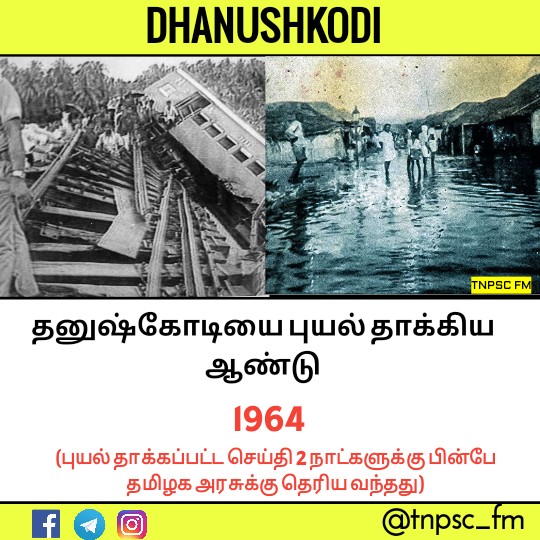 DHANUSHKODI
TNPSC FM
தனுஷ்கோடியை புயல் தாக்கிய
ஆண்டு
1964
(புயல் தாக்கப்பட்ட செய்தி 2 நாட்களுக்கு பின்பே
தமிழக அரசுக்கு தெரிய வந்தது)
@tnpsc_fm